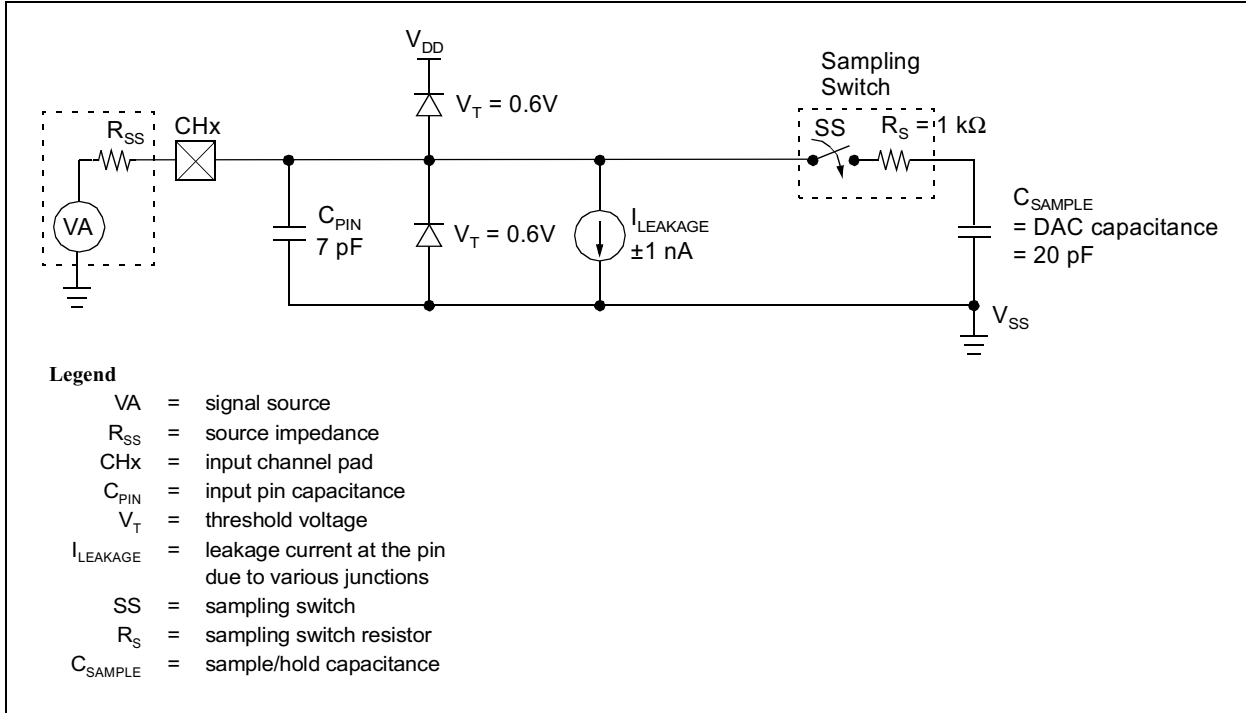 V_DD
Sampling
Switch
V_T = 0.6V
R_SS
CHx
SS
R_S = 1 kΩ
VA
C_PIN
7 pF
V_T = 0.6V
I_LEAKAGE
±1 nA
C_SAMPLE
= DAC capacitance
= 20 pF
V_SS
Legend
VA = signal source
R_SS = source impedance
CHx = input channel pad
C_PIN = input pin capacitance
V_T = threshold voltage
I_LEAKAGE = leakage current at the pin
due to various junctions
SS = sampling switch
R_S = sampling switch resistor
C_SAMPLE = sample/hold capacitance